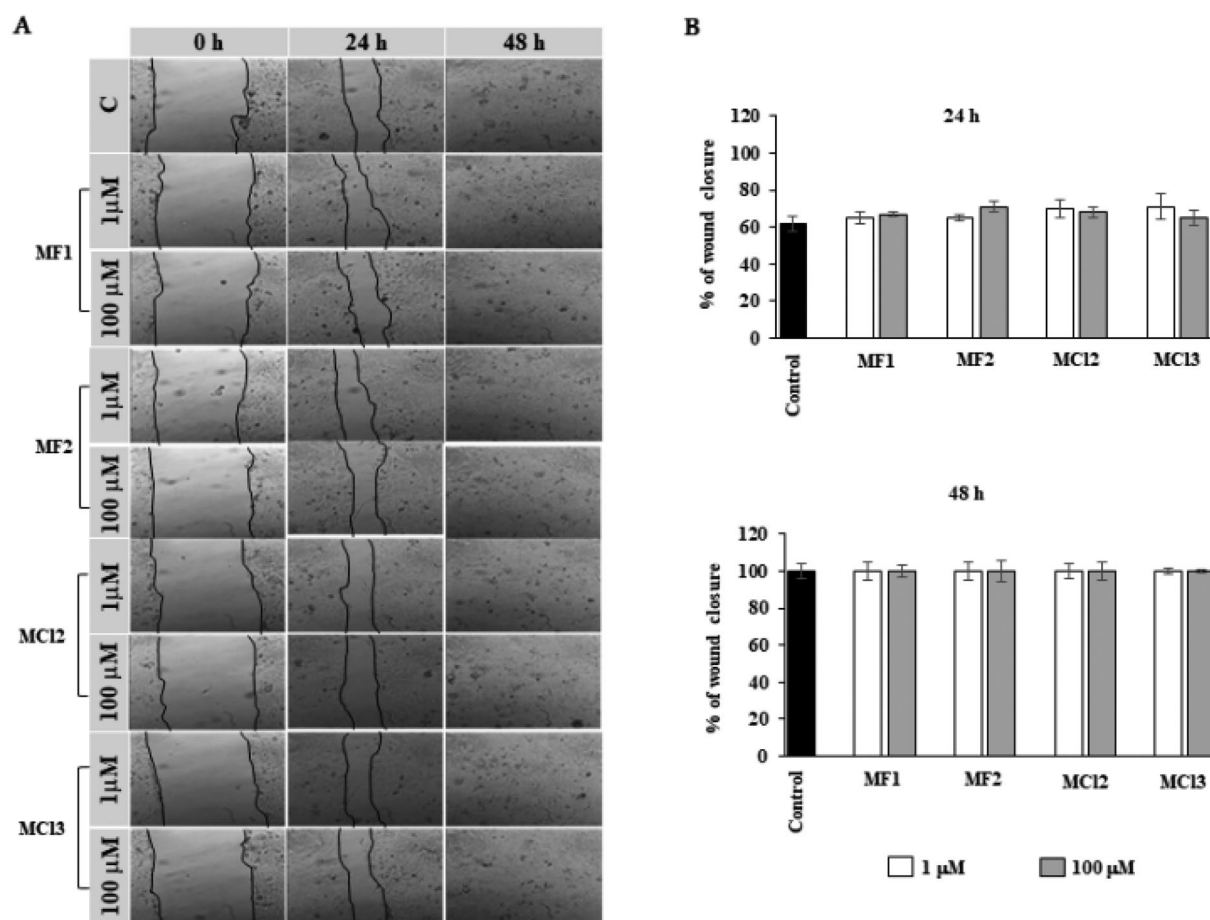 A
0 h 24 h 48 h
C
MF1
1μM
100 μM
MF2
1μM
100 μM
MCl2
1μM
100 μM
MCl3
1μM
100 μM
B
24 h
% of wound closure
120
100
80
60
40
20
0
Control MF1 MF2 MCl2 MCl3
48 h
% of wound closure
120
100
80
60
40
20
0
Control MF1 MF2 MCl2 MCl3
1 μM 100 μM